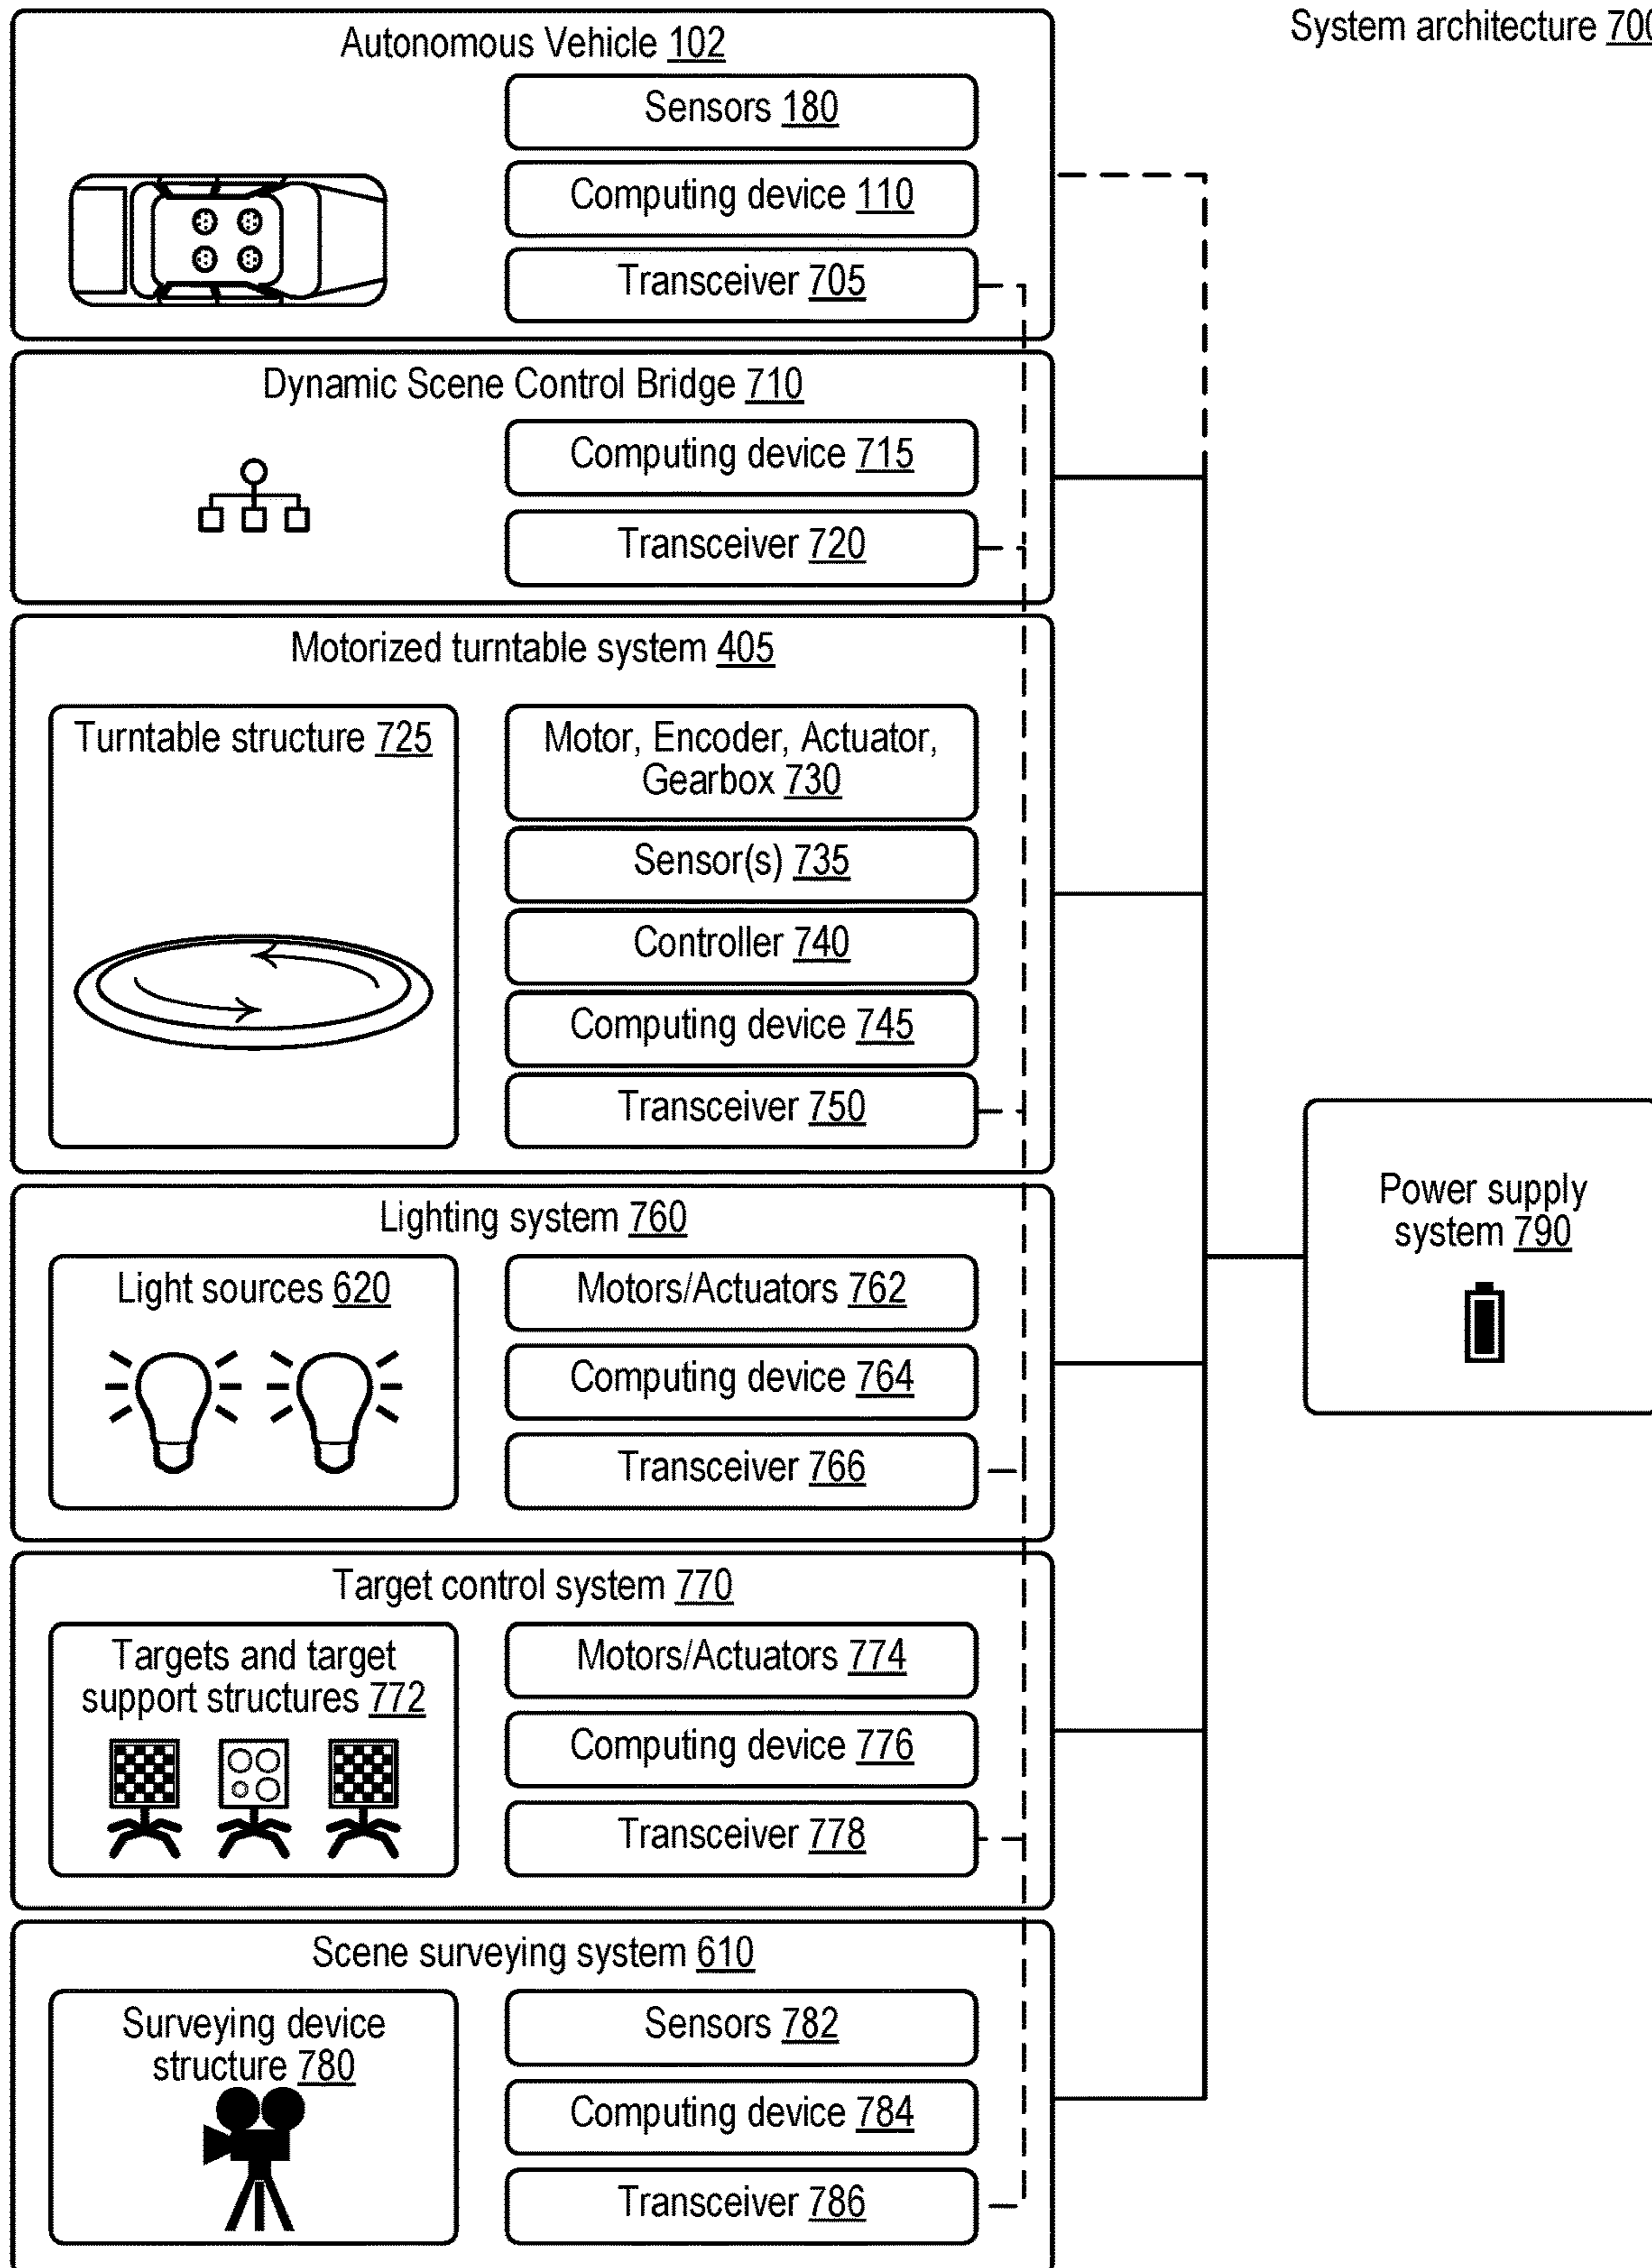 System architecture 700
Autonomous Vehicle 102
Sensors 180
Computing device 110
Transceiver 705
Dynamic Scene Control Bridge 710
Computing device 715
Transceiver 720
Motorized turntable system 405
Turntable structure 725
Motor, Encoder, Actuator,
Gearbox 730
Sensor(s) 735
Controller 740
Computing device 745
Transceiver 750
Lighting system 760
Light sources 620
Motors/Actuators 762
Computing device 764
Transceiver 766
Target control system 770
Targets and target
support structures 772
Motors/Actuators 774
Computing device 776
Transceiver 778
Scene surveying system 610
Surveying device
structure 780
Sensors 782
Computing device 784
Transceiver 786
Power supply
system 790